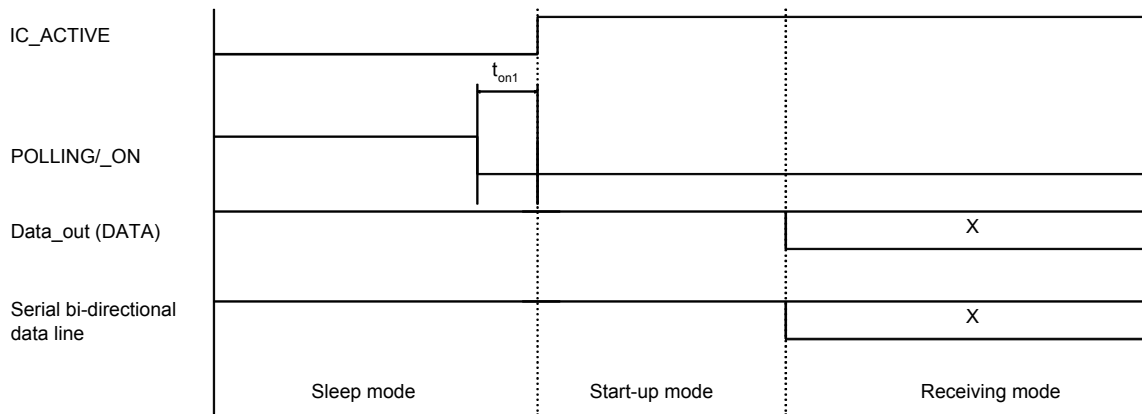 IC_ACTIVE
ton1
POLLING/_ON
Data_out (DATA)
X
Serial bi-directional
data line
X
Sleep mode
Start-up mode
Receiving mode